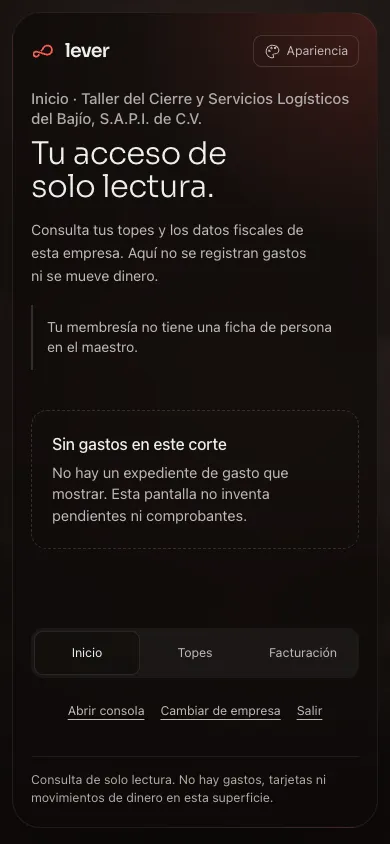 lever
Apariencia
Inicio · Taller del Cierre y Servicios Logísticos
del Bajío, S.A.P.I. de C.V.
Tu acceso de
solo lectura.
Consulta tus topes y los datos fiscales de
esta empresa. Aquí no se registran gastos
ni se mueve dinero.
Tu membresía no tiene una ficha de persona
en el maestro.
Sin gastos en este corte
No hay un expediente de gasto que
mostrar. Esta pantalla no inventa
pendientes ni comprobantes.
Inicio
Topes
Facturación
Abrir consola
Cambiar de empresa
Salir
Consulta de solo lectura. No hay gastos, tarjetas ni
movimientos de dinero en esta superficie.